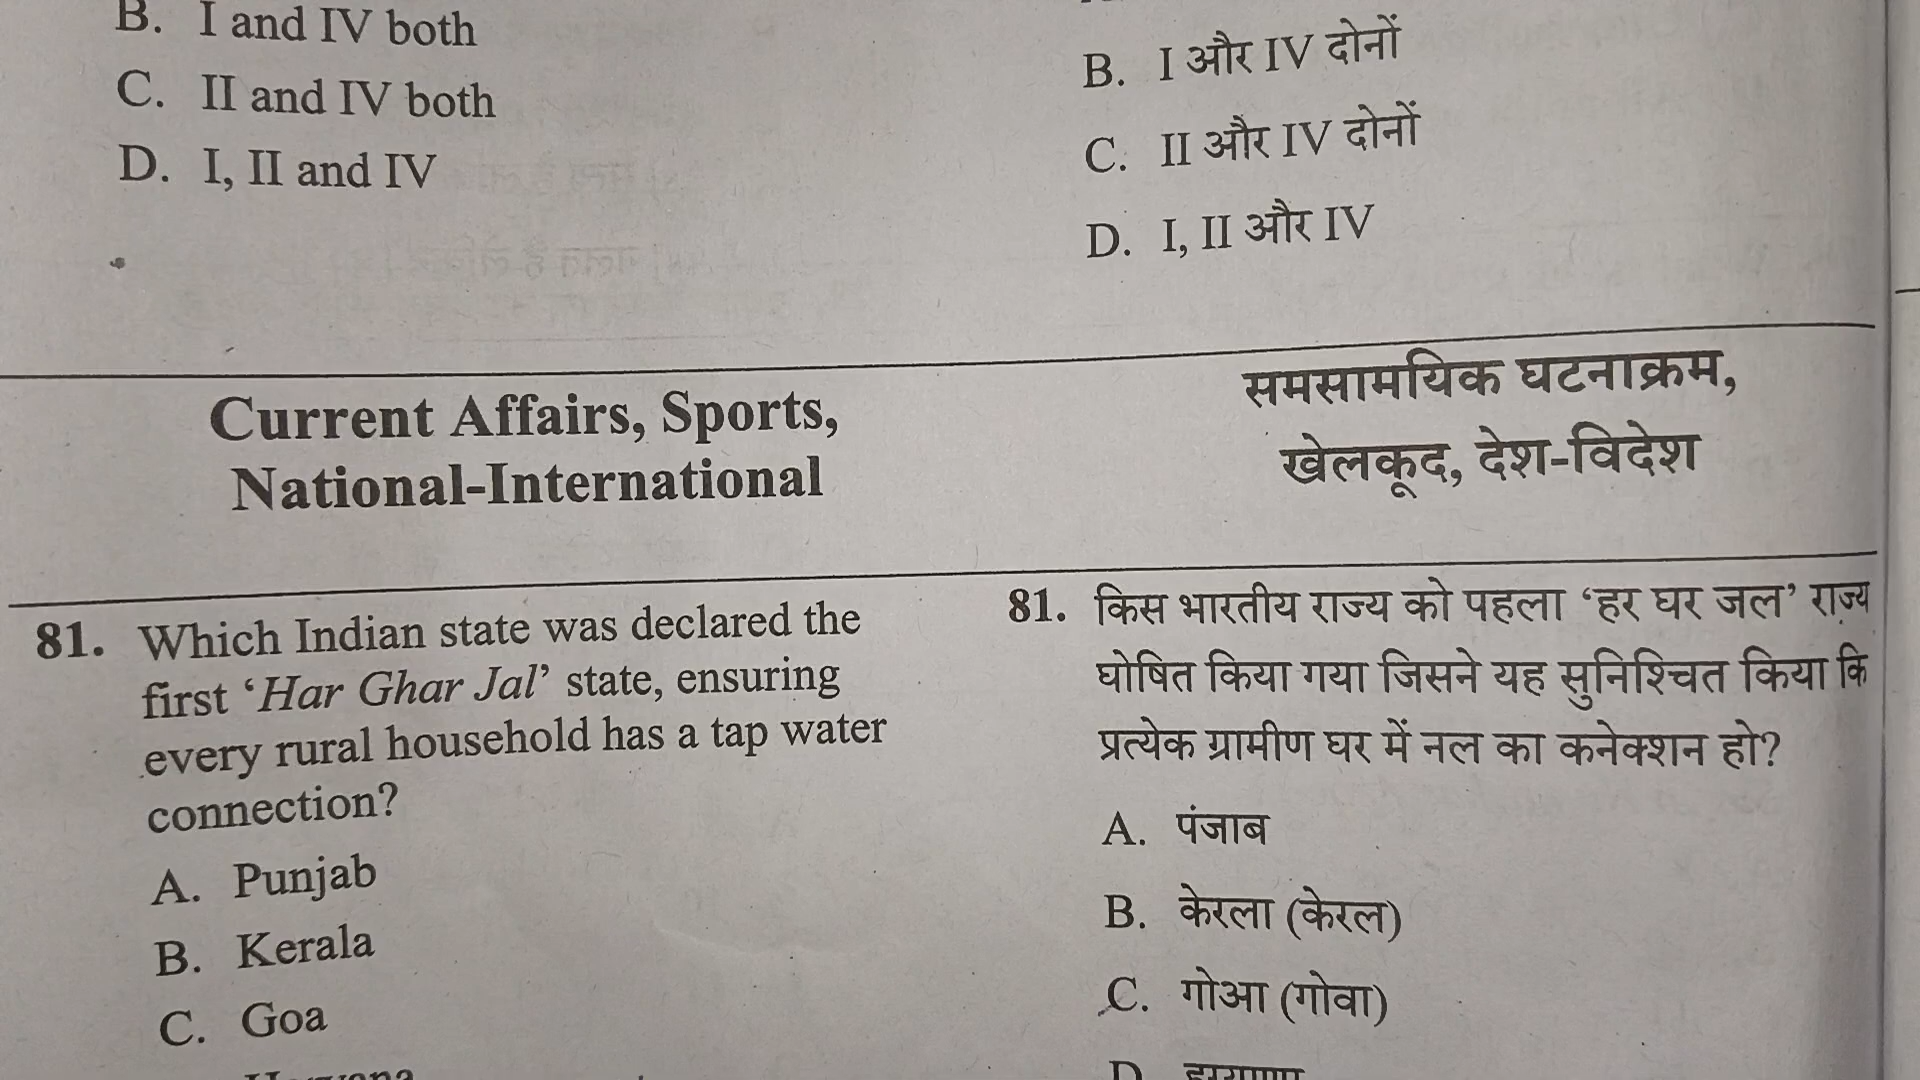 B. I and IV both
C. II and IV both
D. I, II and IV
B. I और IV दोनों
C. II और IV दोनों
D. I, II और IV
Current Affairs, Sports,
National-International
समसामयिक घटनाक्रम,
खेलकूद, देश-विदेश
81. Which Indian state was declared the
first ‘Har Ghar Jal’ state, ensuring
every rural household has a tap water
connection?
A. Punjab
B. Kerala
C. Goa
81. किस भारतीय राज्य को पहला ‘हर घर जल’ राज्य
घोषित किया गया जिसने यह सुनिश्चित किया कि
प्रत्येक ग्रामीण घर में नल का कनेक्शन हो?
A. पंजाब
B. केरला (केरल)
C. गोआ (गोवा)